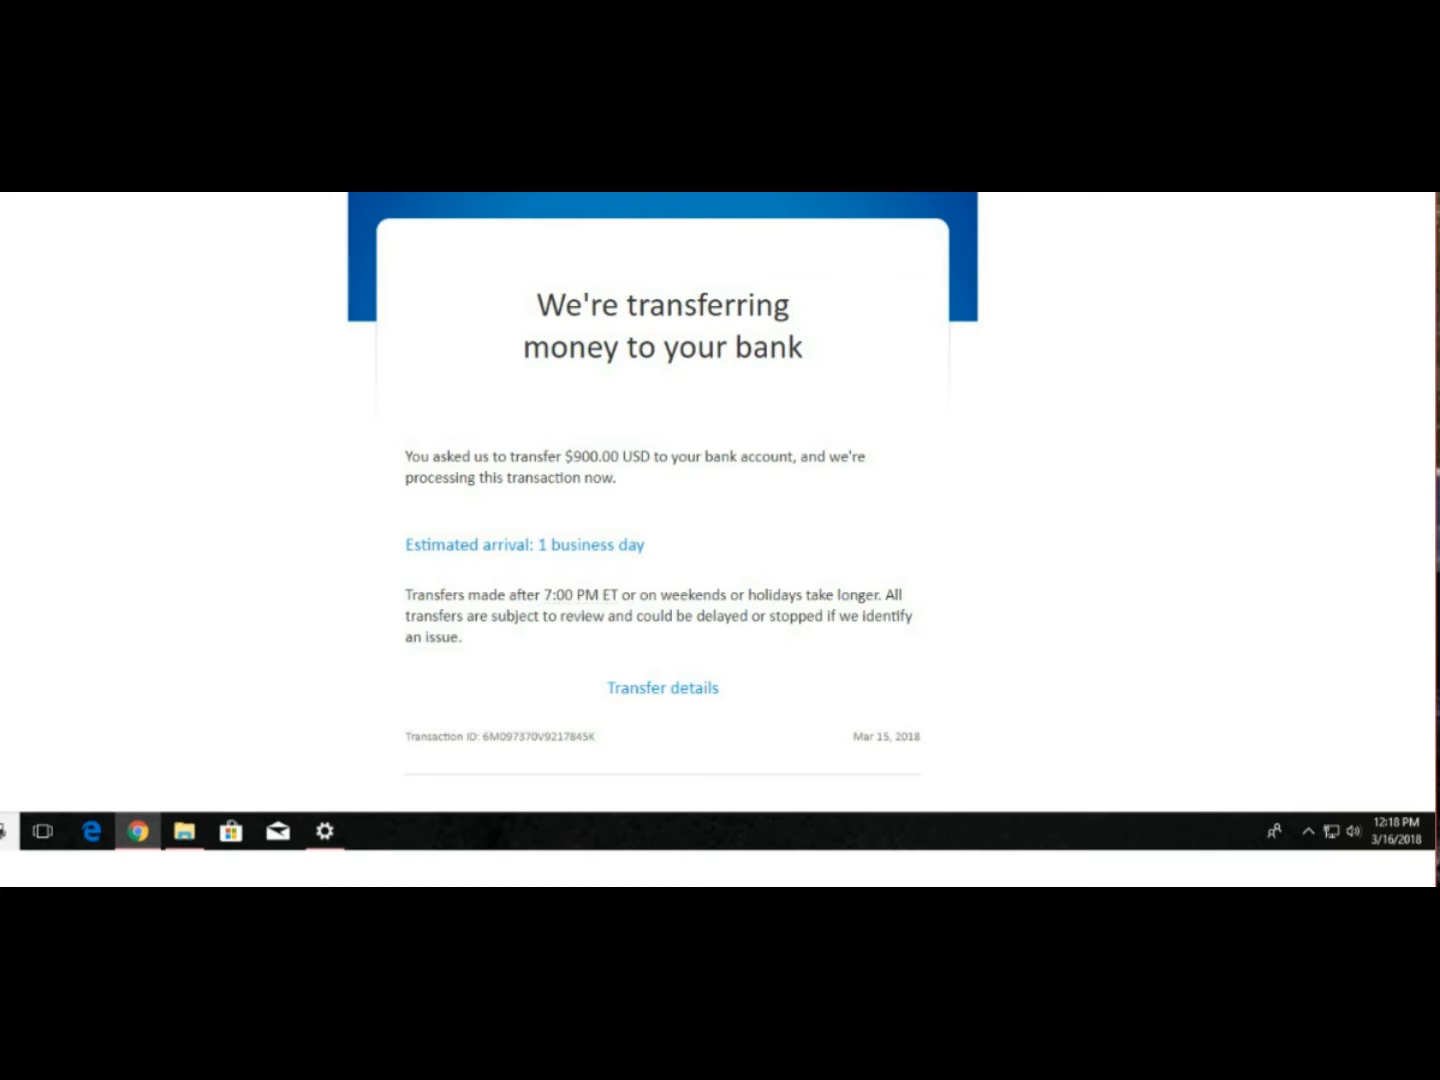 We're transferring
money to your bank
You asked us to transfer $900.00 USD to your bank account, and we're
processing this transaction now.
Estimated arrival: 1 business day
Transfers made after 7:00 PM ET or on weekends or holidays take longer. All
transfers are subject to review and could be delayed or stopped if we identify
an issue.
Transfer details
Transaction ID: 6M097370V9217845K
Mar 15, 2018
12:18 PM
3/16/2018